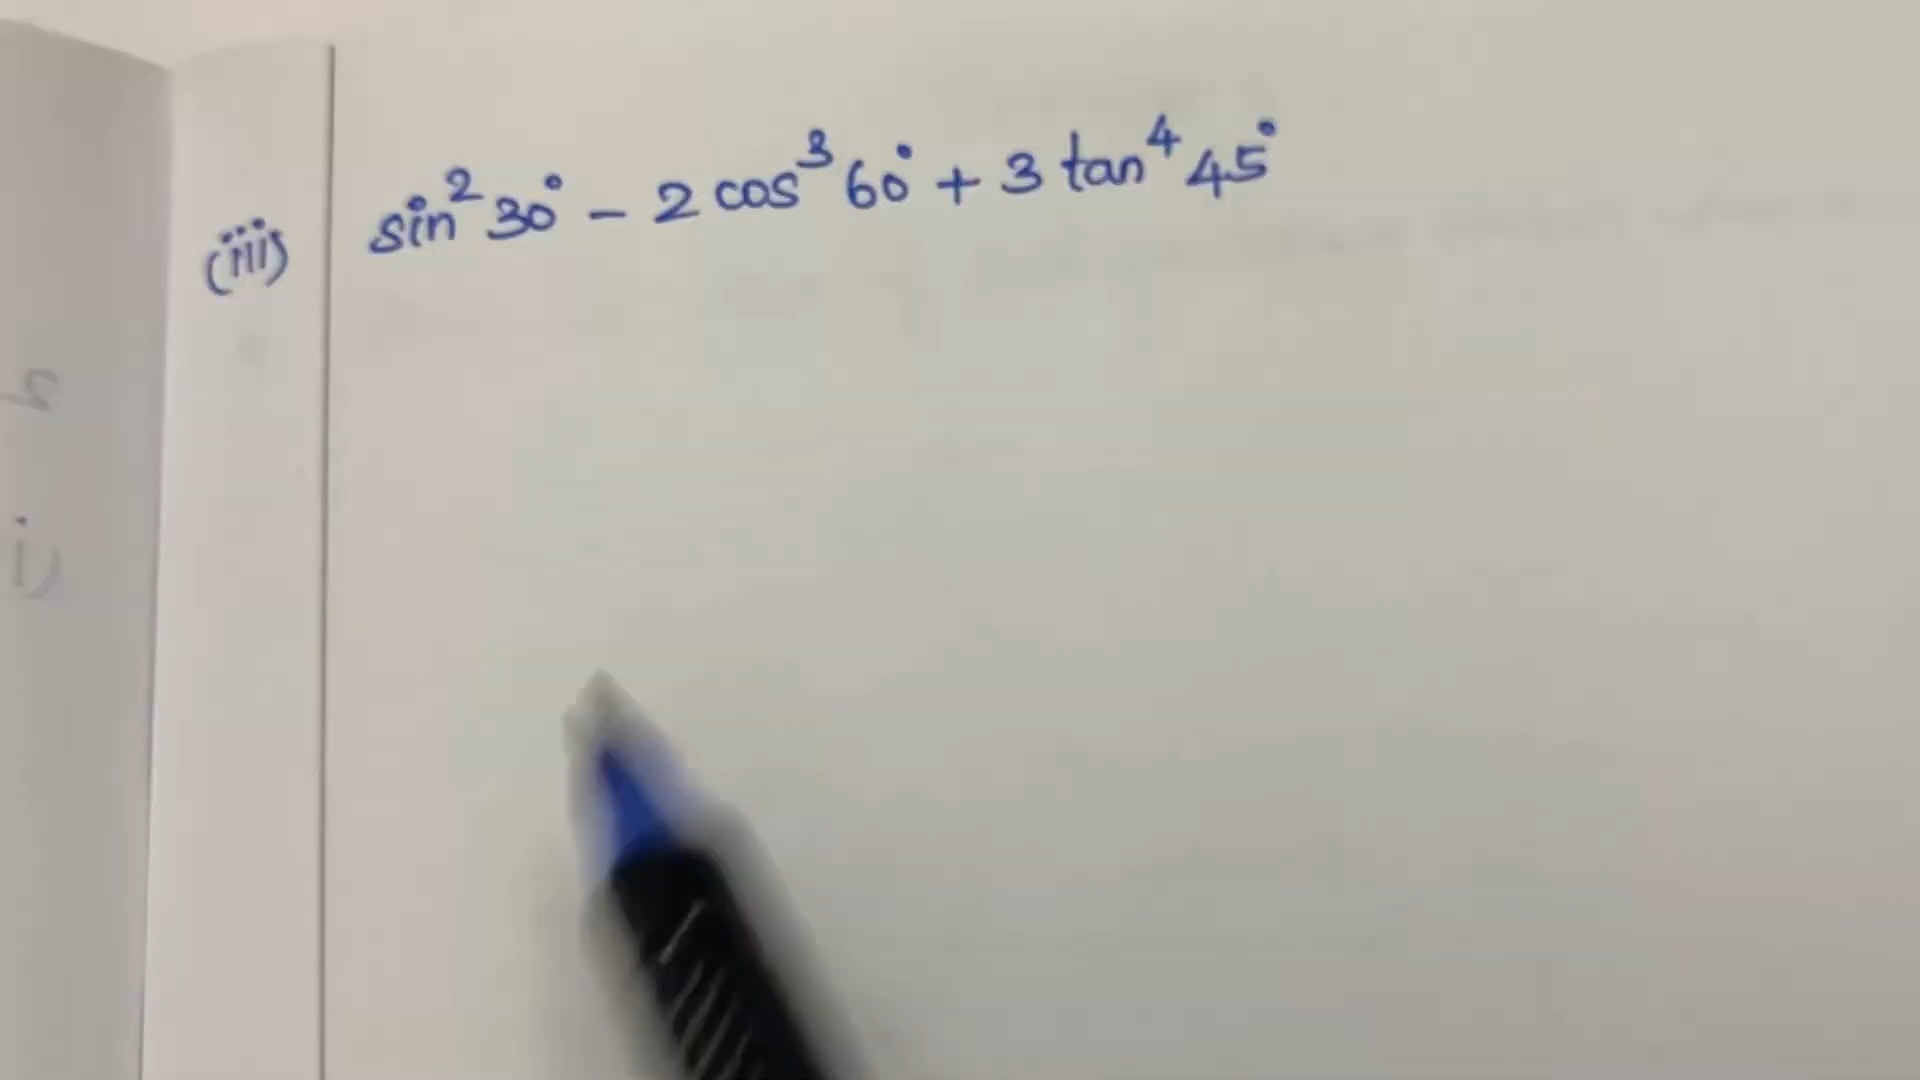 (iii) sin²30° - 2 cos³60° + 3 tan⁴45°